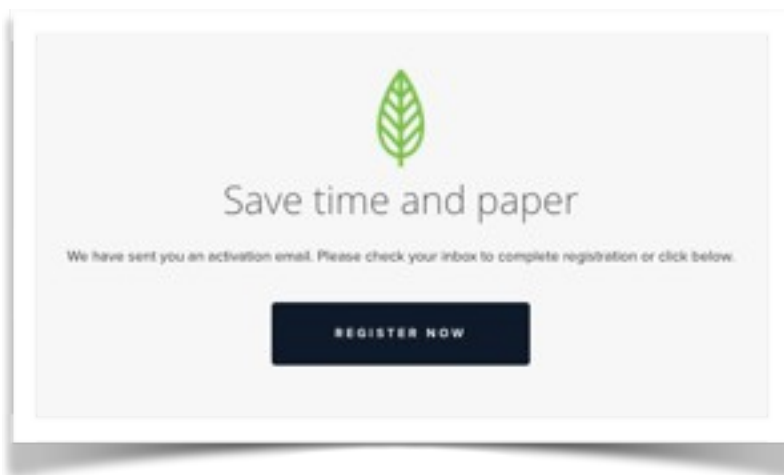 Save time and paper
We have sent you an activation email. Please check your inbox to complete registration or click below.
REGISTER NOW